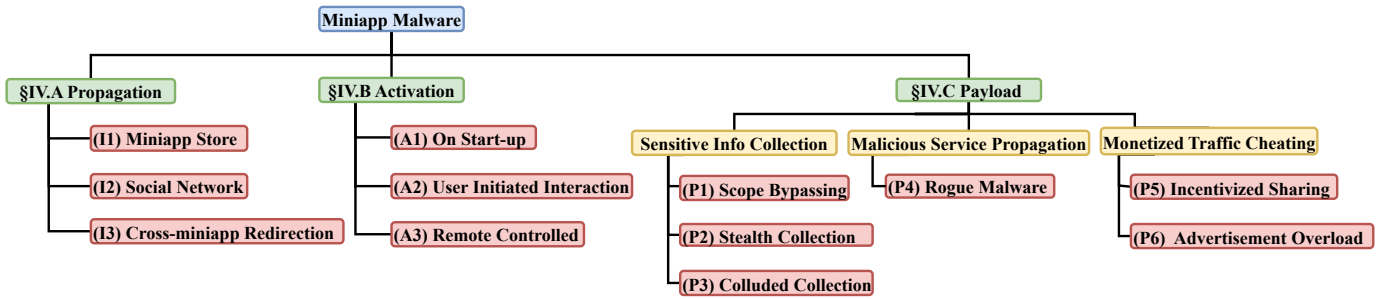 Miniapp Malware
§IV.A Propagation
(I1) Miniapp Store
(I2) Social Network
(I3) Cross-miniapp Redirection
§IV.B Activation
(A1) On Start-up
(A2) User Initiated Interaction
(A3) Remote Controlled
§IV.C Payload
Sensitive Info Collection
(P1) Scope Bypassing
(P2) Stealth Collection
(P3) Colluded Collection
Malicious Service Propagation
(P4) Rogue Malware
Monetized Traffic Cheating
(P5) Incentivized Sharing
(P6) Advertisement Overload